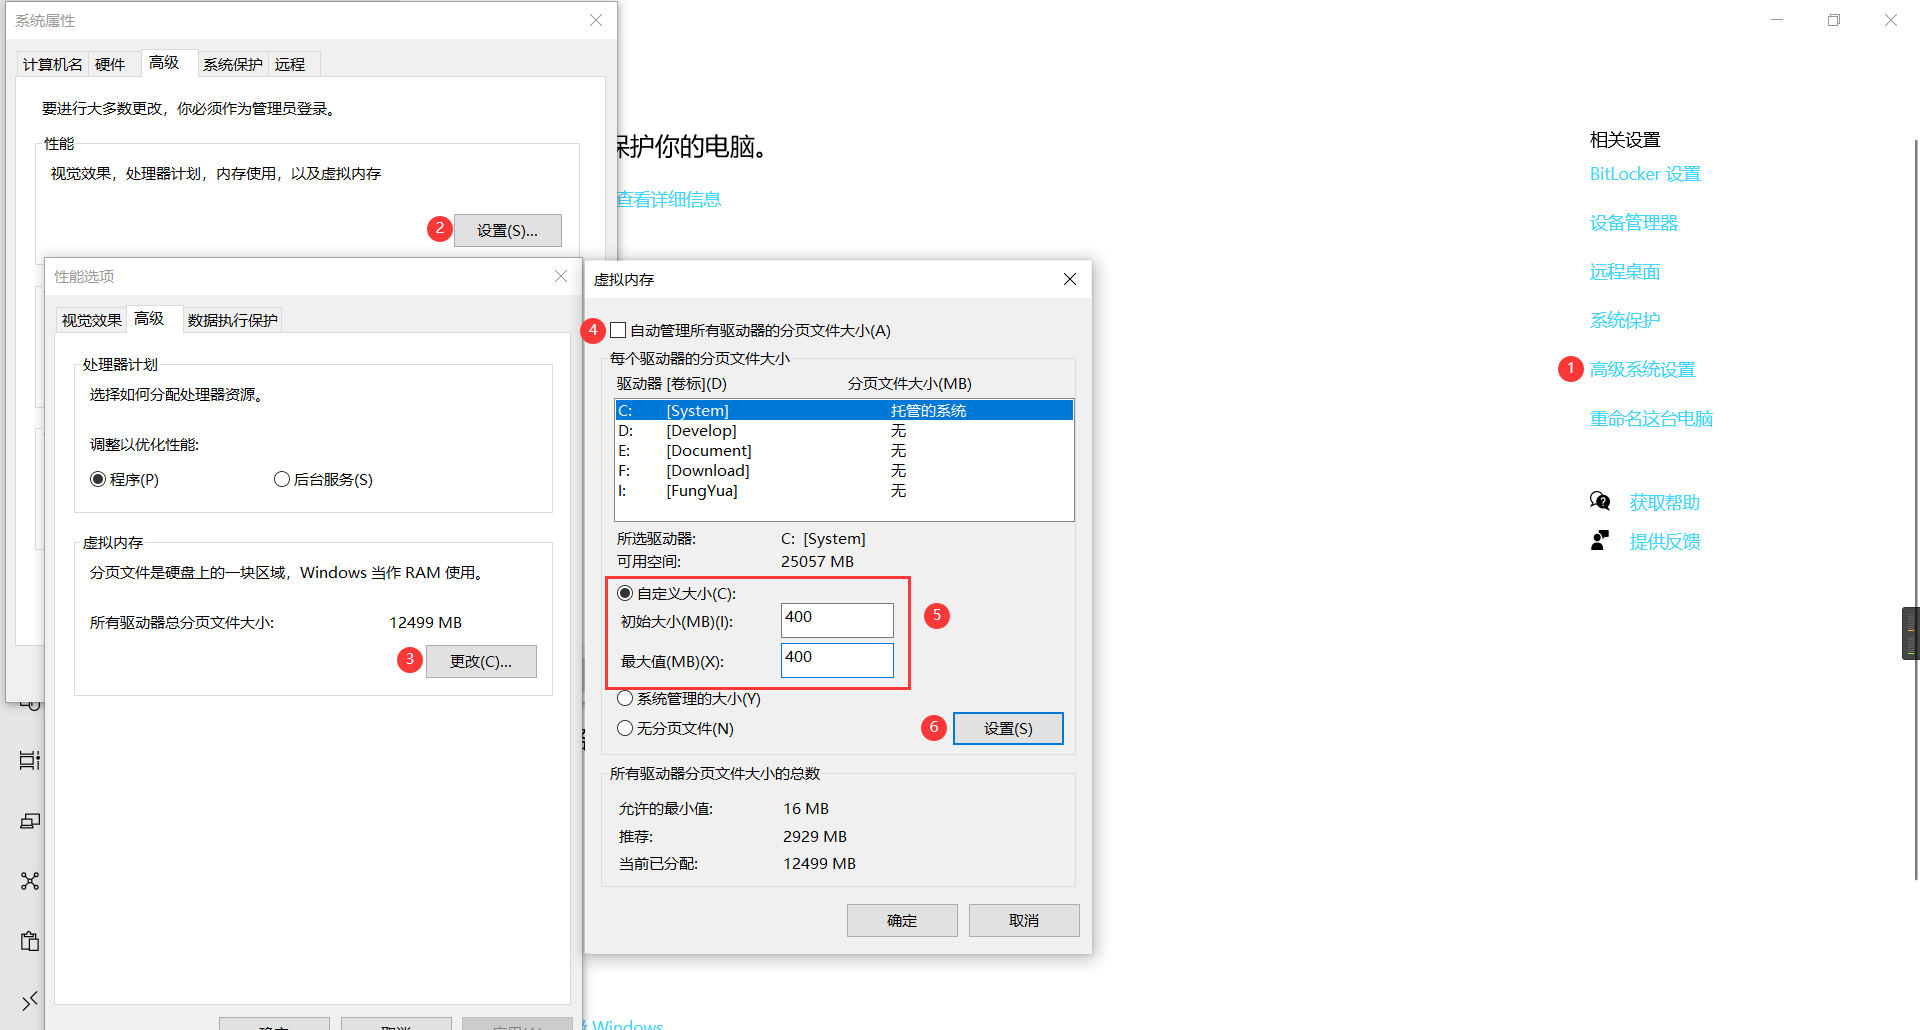 系统属性
计算机名
硬件
高级
系统保护
远程
要进行大多数更改，你必须作为管理员登录。
性能
视觉效果，处理器计划，内存使用，以及虚拟内存
2
设置(S)...
性能选项
视觉效果
高级
数据执行保护
处理器计划
选择如何分配处理器资源。
调整以优化性能:
程序(P)
后台服务(S)
虚拟内存
分页文件是硬盘上的一块区域，Windows 当作 RAM 使用。
所有驱动器总分页文件大小:
12499 MB
3
更改(C)...
虚拟内存
4
自动管理所有驱动器的分页文件大小(A)
每个驱动器的分页文件大小
驱动器 [卷标](D)
分页文件大小(MB)
C: [System] 托管的系统
D: [Develop] 无
E: [Document] 无
F: [Download] 无
I: [FungYua] 无
所选驱动器: C: [System]
可用空间: 25057 MB
自定义大小(C):
初始大小(MB)(I): 400
最大值(MB)(X): 400
5
系统管理的大小(Y)
无分页文件(N)
6
设置(S)
所有驱动器分页文件大小的总数
允许的最小值: 16 MB
推荐: 2929 MB
当前已分配: 12499 MB
确定
取消
保护你的电脑。
查看详细信息
相关设置
BitLocker 设置
设备管理器
远程桌面
系统保护
1
高级系统设置
重命名这台电脑
获取帮助
提供反馈
确定
取消
Windows